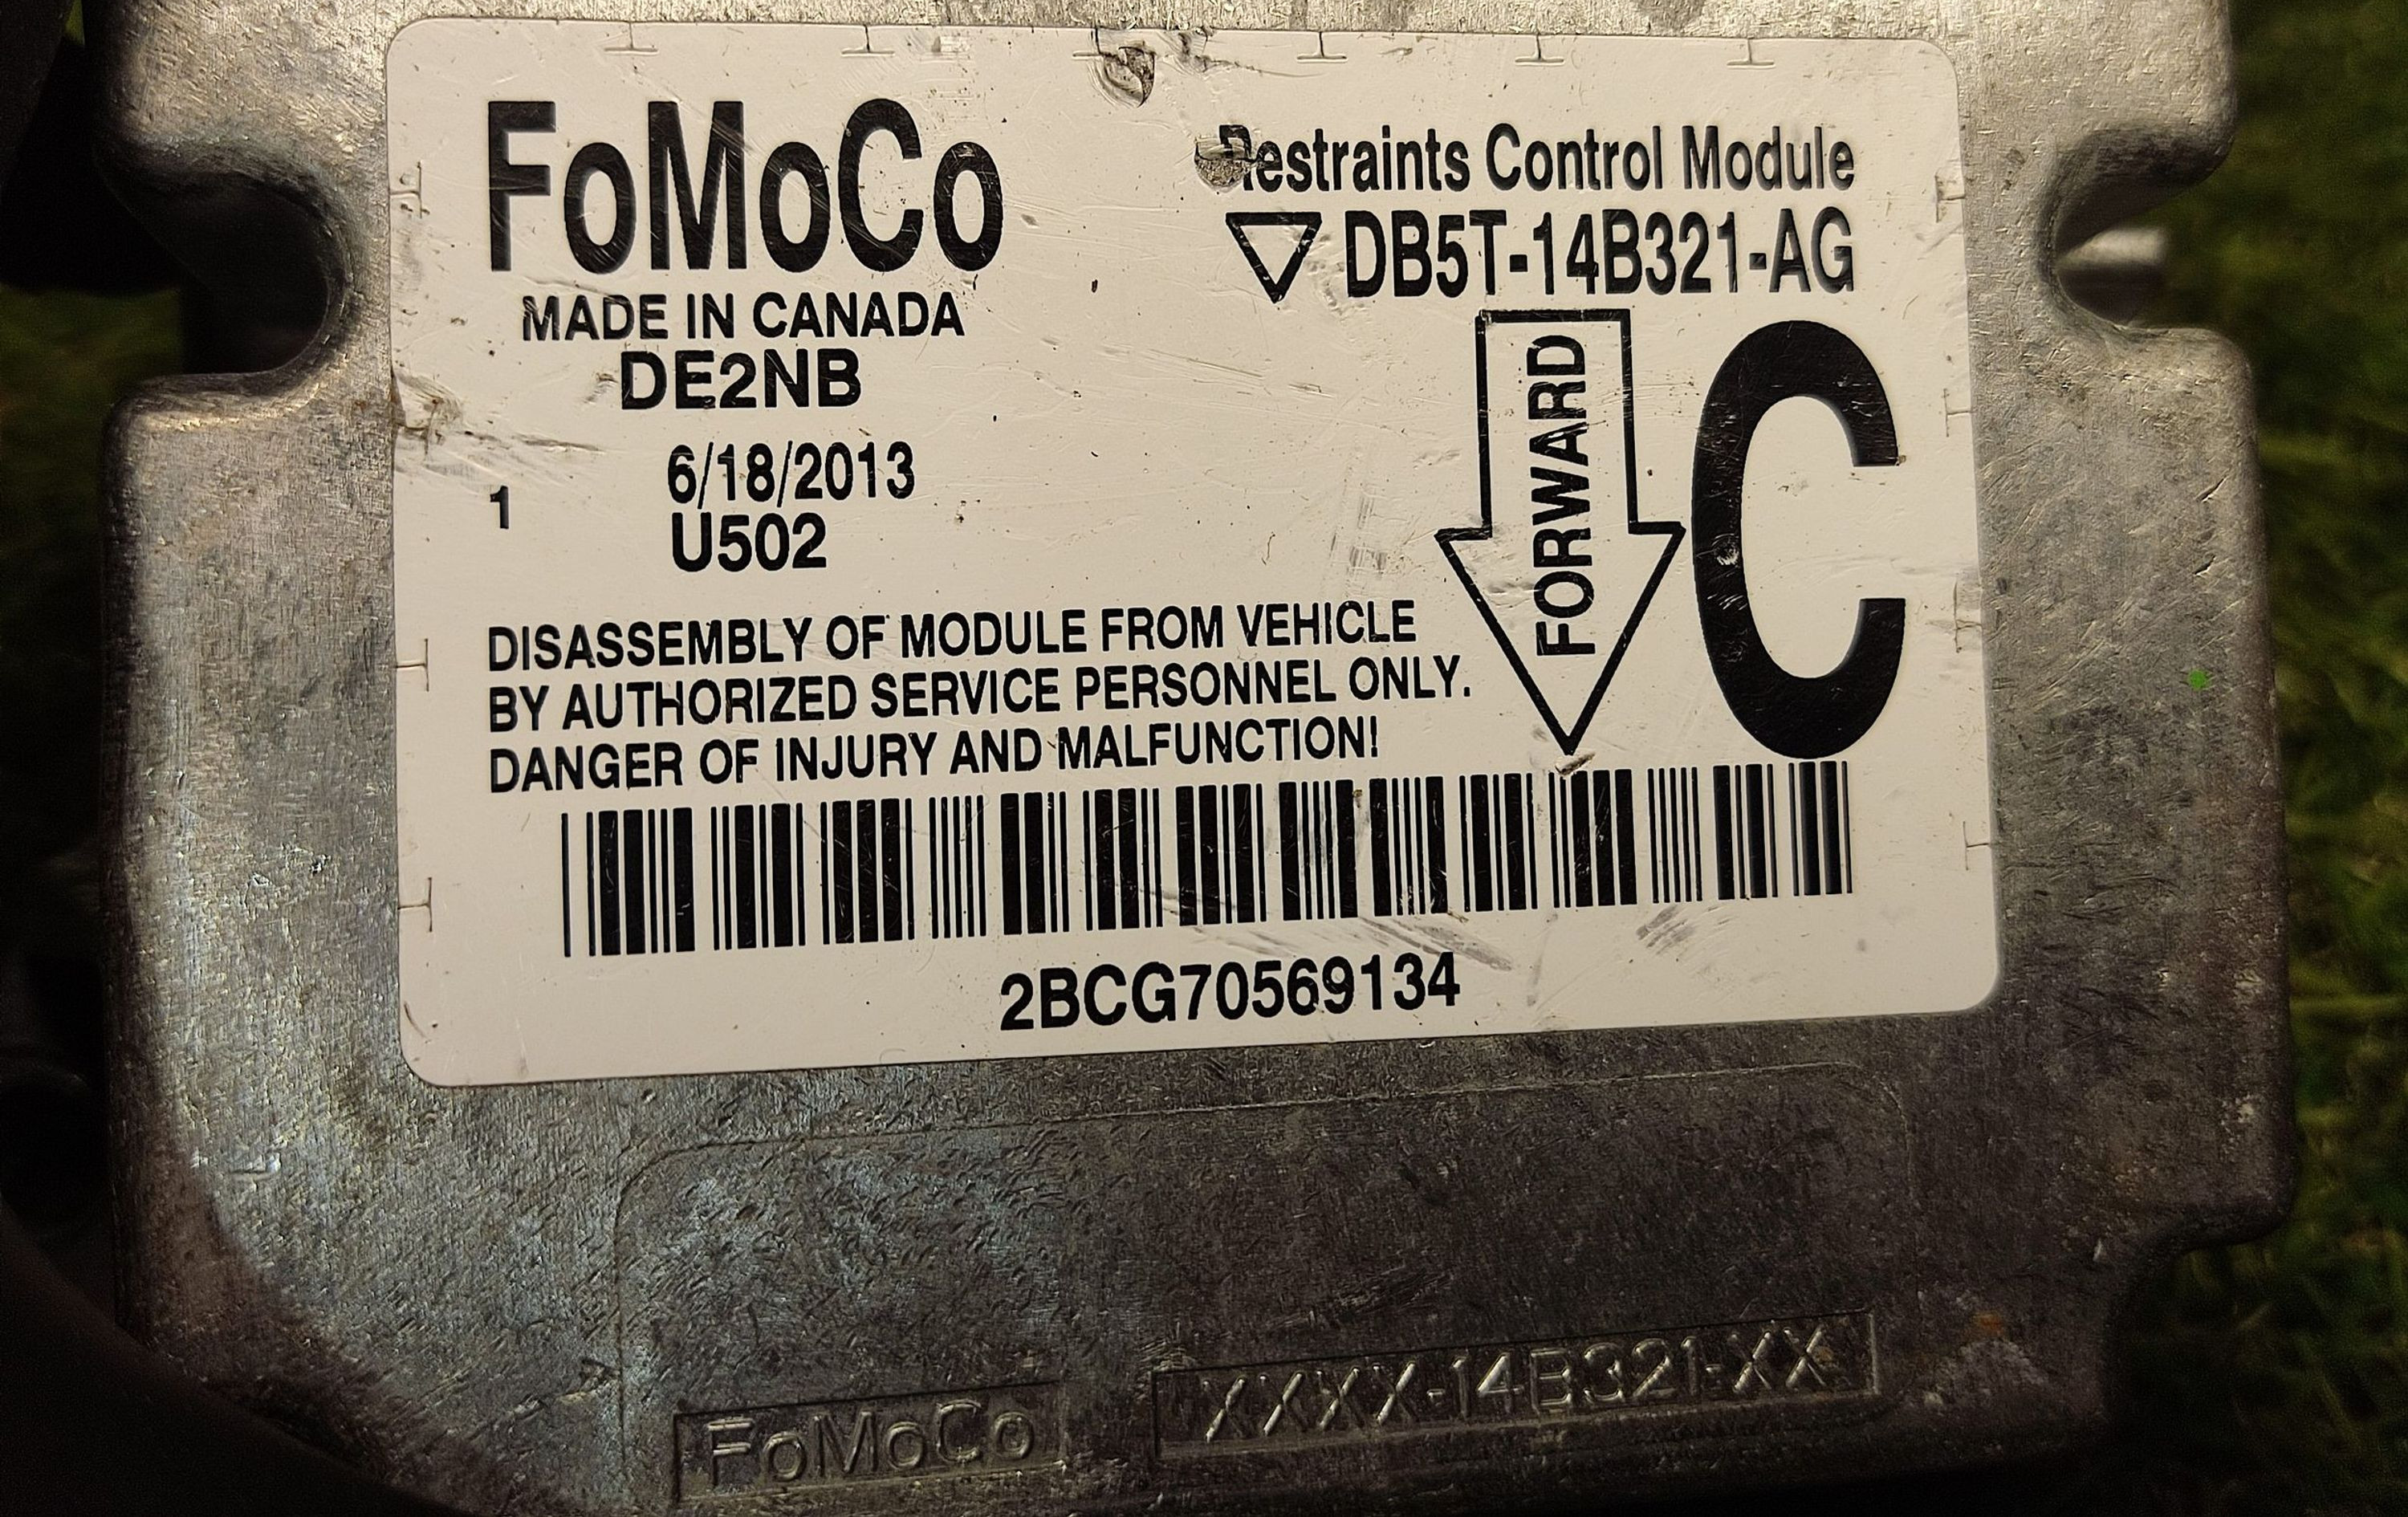 FoMoCo
MADE IN CANADA
DE2NB
1
6/18/2013
U502
Restraints Control Module
DB5T-14B321-AG
FORWARD
C
DISASSEMBLY OF MODULE FROM VEHICLE
BY AUTHORIZED SERVICE PERSONNEL ONLY.
DANGER OF INJURY AND MALFUNCTION!
2BCG70569134
FoMoCo
XXXX-14B321-XX